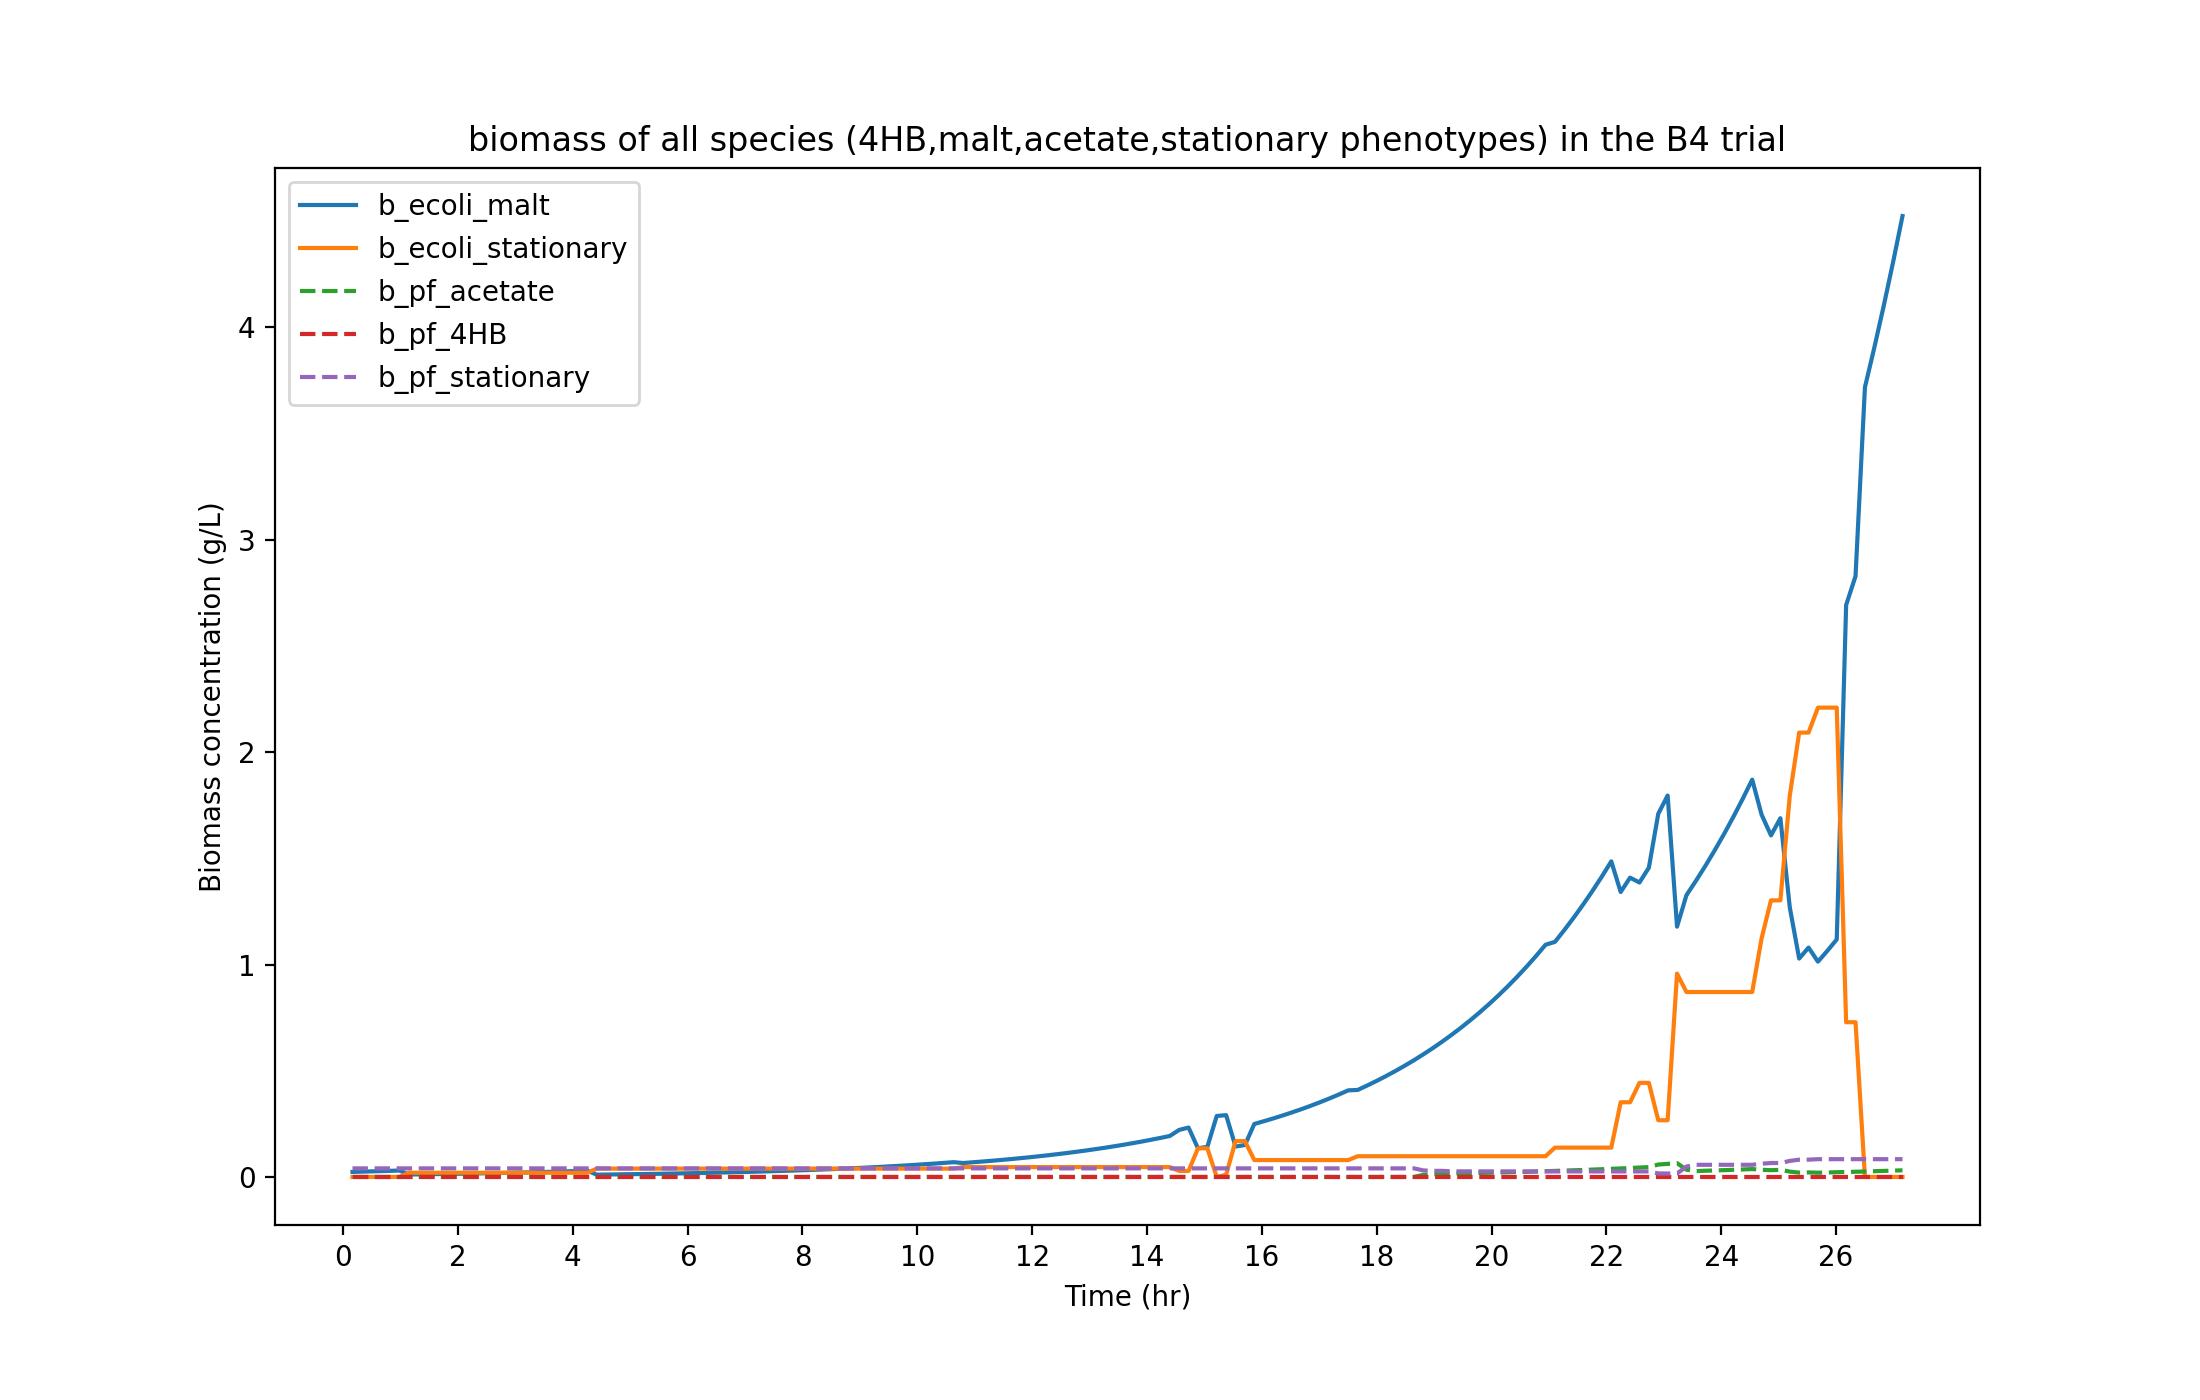 biomass of all species (4HB,malt,acetate,stationary phenotypes) in the B4 trial
b_ecoli_malt
b_ecoli_stationary
b_pf_acetate
b_pf_4HB
b_pf_stationary
Biomass concentration (g/L)
4
3
2
1
0
0 2 4 6 8 10 12 14 16 18 20 22 24 26
Time (hr)